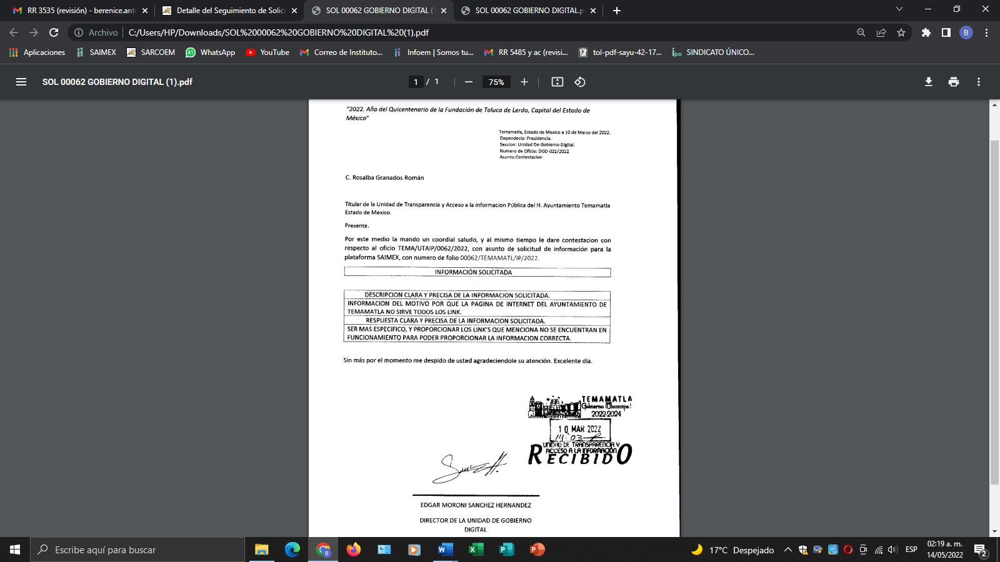 RR 3535 (revisión) - berenice.anto
Detalle del Seguimiento de Solici
SOL 00062 GOBIERNO DIGITAL (1
SOL 00062 GOBIERNO DIGITAL.p
Archivo
C:/Users/HP/Downloads/SOL%2000062%20GOBIERNO%20DIGITAL%20(1).pdf
B
Aplicaciones
SAIMEX
SARCOEM
WhatsApp
YouTube
Correo de Instituto...
Infoem | Somos tu...
RR 5485 y ac (revisi...
tol-pdf-sayu-42-17...
SINDICATO ÚNICO...
SOL 00062 GOBIERNO DIGITAL (1).pdf
1 / 1
75%
"2022. Año del Quicentenario de la Fundación de Toluca de Lerdo, Capital del Estado de
México"
Temamatla, Estado de Mexico a 10 de Marzo del 2022.
Dependecia: Presidencia.
Seccion: Unidad De Gobierno Digital.
Numero de Oficio: DGD-021/2022
Asunto:Contestacion
C. Rosalba Granados Román
Titular de la Unidad de Transparencia y Acceso a la informacion Pública del H. Ayuntamiento Temamatla
Estado de Mexico.
Presente.
Por este medio la mando un coordial saludo, y al mismo tiempo le dare contestacion con
respecto al oficio TEMA/UTAIP/0062/2022, con asunto de solicitud de información para la
plataforma SAIMEX, con numero de folio 00062/TEMAMATL/IP/2022.
INFORMACIÓN SOLICITADA
DESCRIPCION CLARA Y PRECISA DE LA INFORMACION SOLICITADA.
INFORMACION DEL MOTIVO POR QUE LA PAGINA DE INTERNET DEL AYUNTAMIENTO DE
TEMAMATLA NO SIRVE TODOS LOS LINK.
RESPUESTA CLARA Y PRECISA DE LA INFORMACION SOLICITADA.
SER MAS ESPECIFICO, Y PROPORCIONAR LOS LINK'S QUE MENCIONA NO SE ENCUENTRAN EN
FUNCIONAMIENTO PARA PODER PROPORCIONAR LA INFORMACION CORRECTA.
Sin más por el momento me despido de usted agradeciendole su atención. Excelente día.
TEMAMATLA
Gobierno Municipal
2022-2024
10 MAR 2022
14:03
UNIDAD DE TRANSPARENCIA Y
ACCESO A LA INFORMACIÓN
RECIBIDO
EDGAR MORONI SANCHEZ HERNANDEZ
DIRECTOR DE LA UNIDAD DE GOBIERNO
DIGITAL
Escribe aquí para buscar
17°C Despejado
ESP
02:19 a. m.
14/05/2022
2